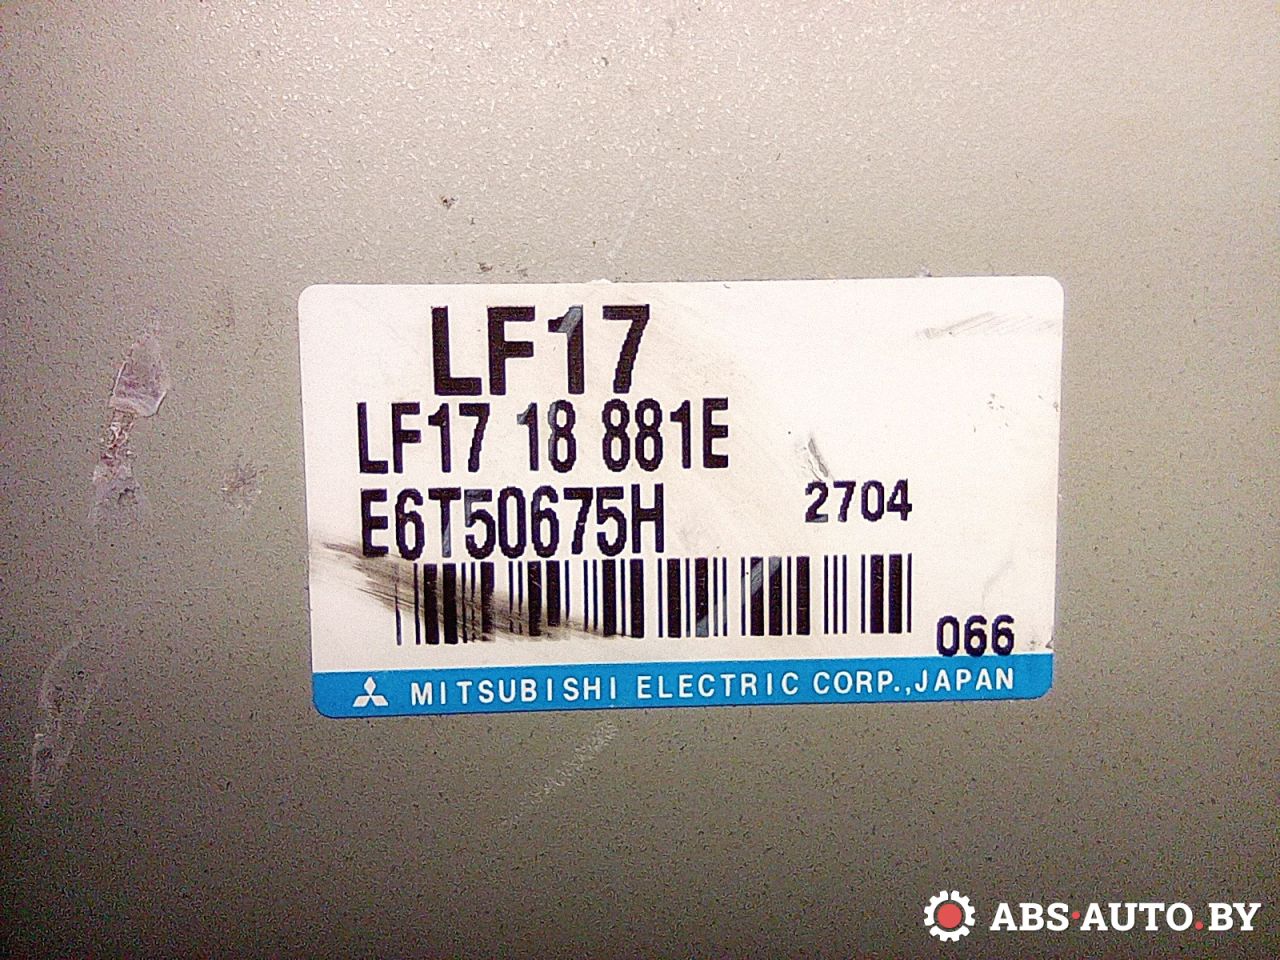 LF17
LF17 18 881E
E6T50675H 2704
066
MITSUBISHI ELECTRIC CORP.,JAPAN
ABS·AUTO.BY